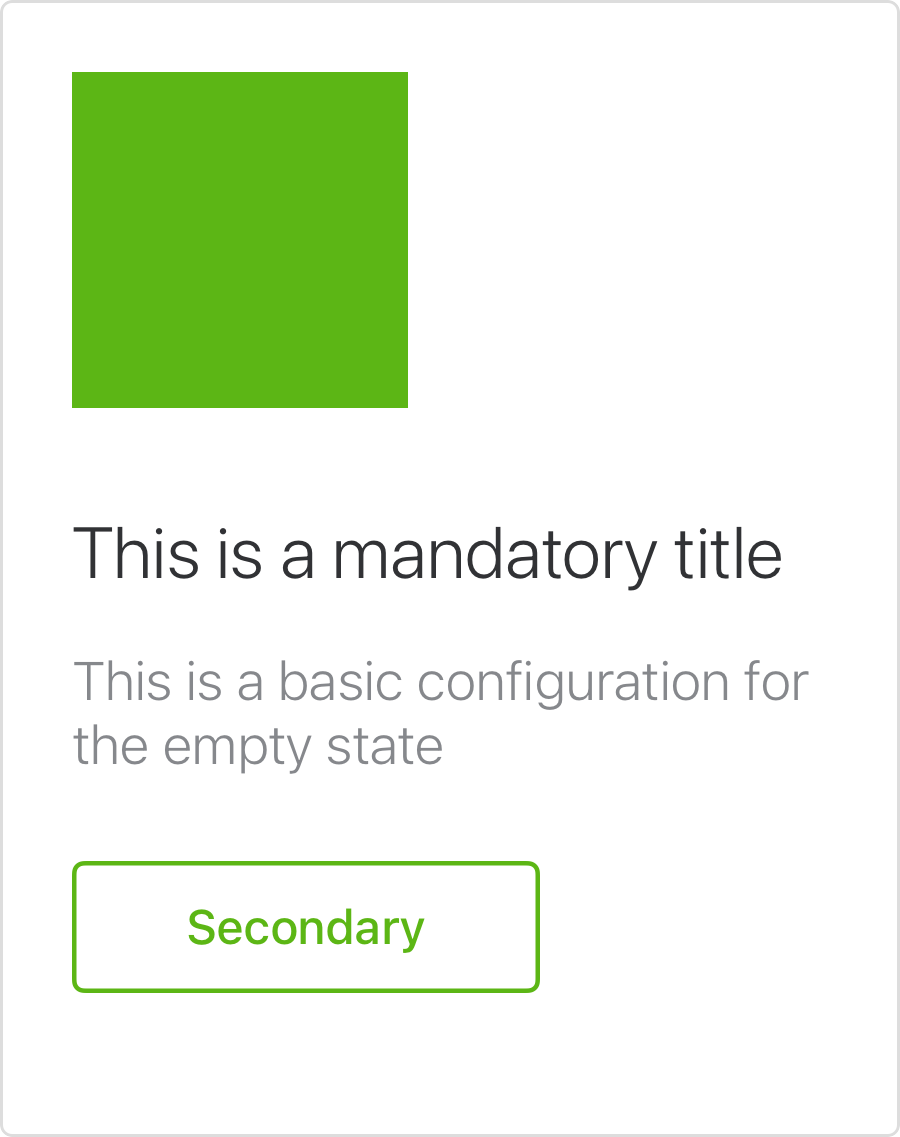 This is a mandatory title
This is a basic configuration for
the empty state
Secondary